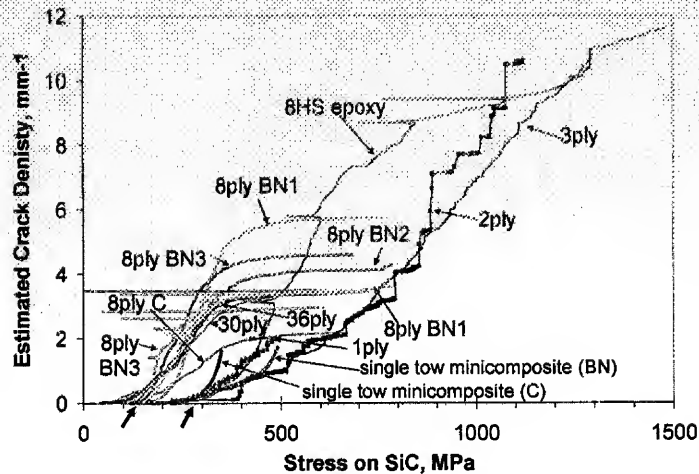 12
10
8
6
4
2
0
Estimated Crack Denisty, mm-1
8HS epoxy
3ply
8ply BN1
2ply
8ply BN3
8ply BN2
8ply C
30ply
36ply
8ply BN1
8ply
BN3
1ply
single tow minicomposite (BN)
single tow minicomposite (C)
0
500
1000
1500
Stress on SiC, MPa